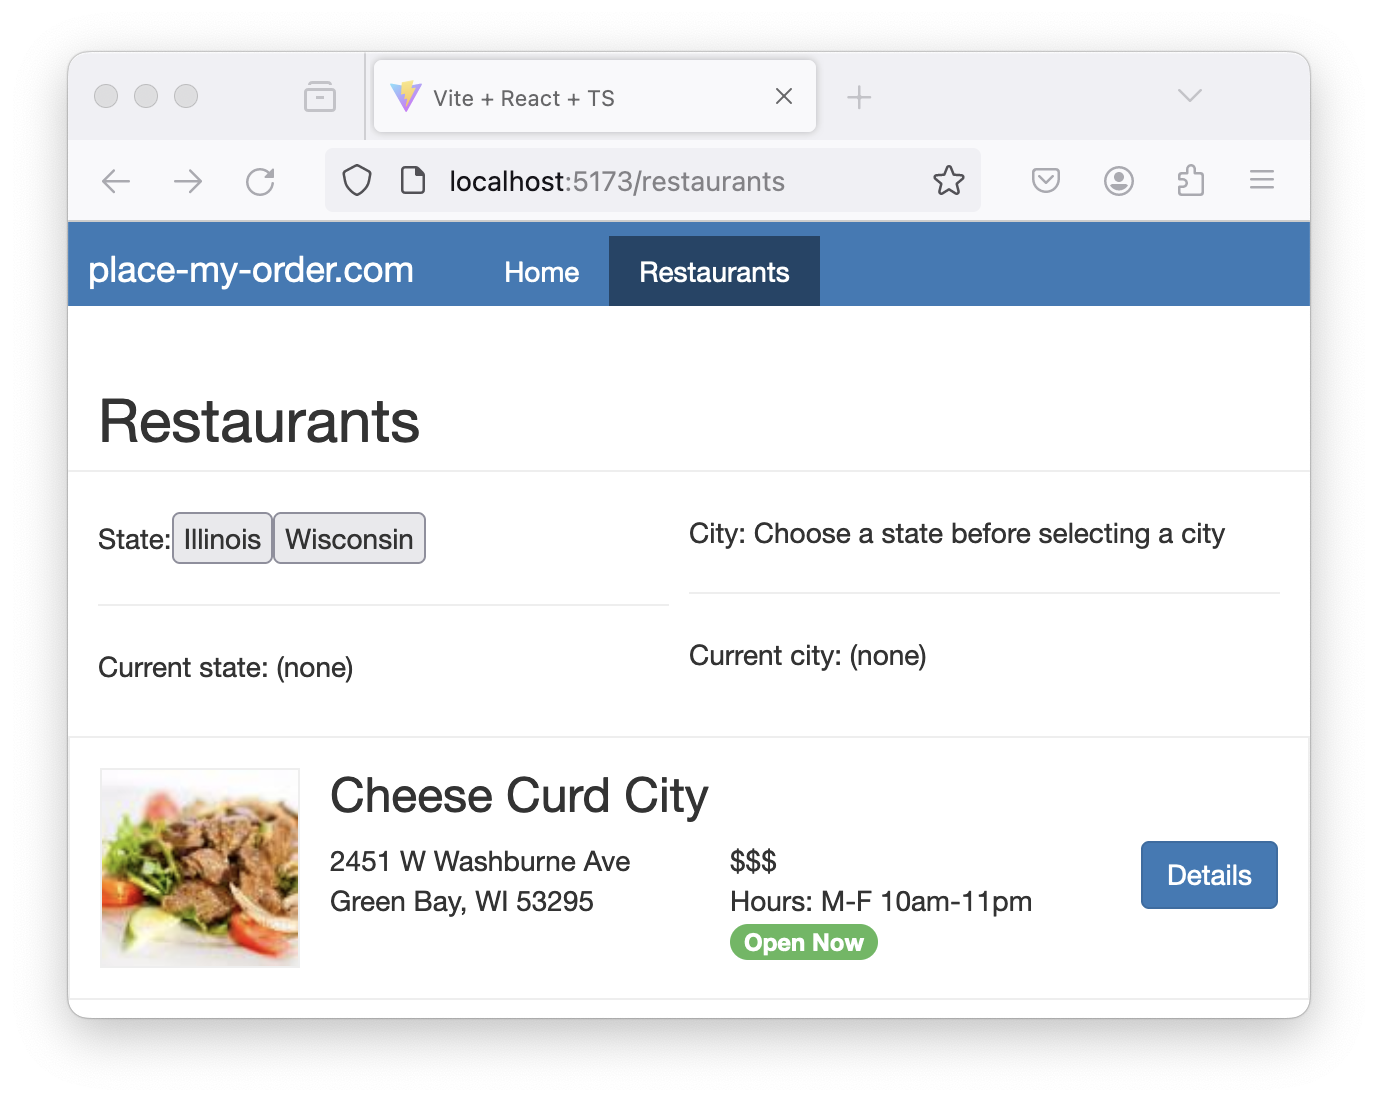 Vite + React + TS
localhost:5173/restaurants
place-my-order.com Home Restaurants
Restaurants
State: Illinois Wisconsin
Current state: (none)
City: Choose a state before selecting a city
Current city: (none)
Cheese Curd City
2451 W Washburne Ave
Green Bay, WI 53295
$$$
Hours: M-F 10am-11pm
Open Now
Details